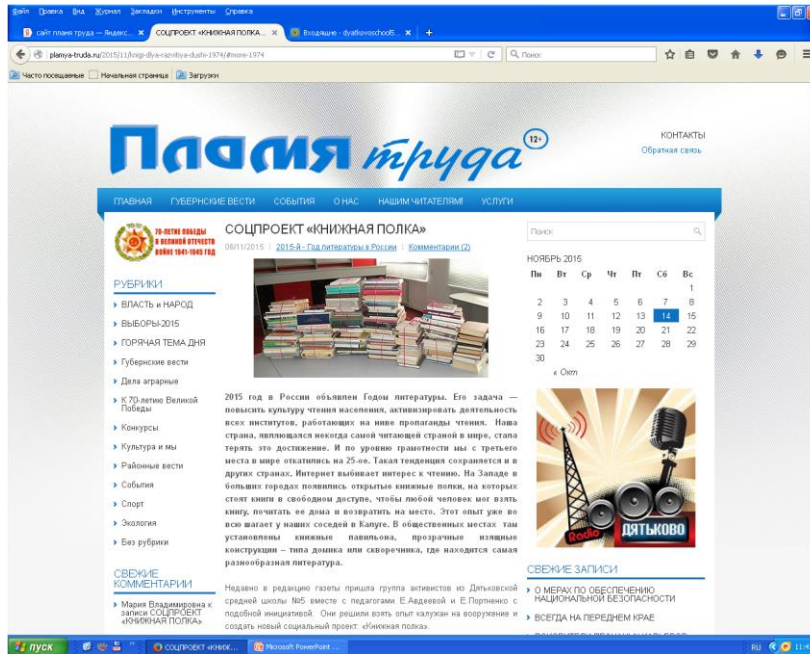 Файл Правка Вид Журнал Закладки Инструменты Справка
сайт пламя труда — Яндекс... СОЦПРОЕКТ «КНИЖНАЯ ПОЛКА... Входящие - dyatkovoschool5...
plamya-truda.ru/2015/11/knigi-dlya-razvitiya-dushi-1974/#more-1974 Поиск
Часто посещаемые Начальная страница Загрузки
Пламя труда 12+
КОНТАКТЫ
Обратная связь
ГЛАВНАЯ ГУБЕРНСКИЕ ВЕСТИ СОБЫТИЯ О НАС НАШИМ ЧИТАТЕЛЯМ! УСЛУГИ
70-ЛЕТИЕ ПОБЕДЫ
В ВЕЛИКОЙ ОТЕЧЕСТВ
ВОЙНЕ 1941-1945 ГОД
РУБРИКИ
ВЛАСТЬ и НАРОД
ВЫБОРЫ-2015
ГОРЯЧАЯ ТЕМА ДНЯ
Губернские вести
Дела аграрные
К 70-летию Великой
Победы
Конкурсы
Культура и мы
Районные вести
События
Спорт
Экология
Без рубрики
СВЕЖИЕ
КОММЕНТАРИИ
Мария Владимировна к
записи СОЦПРОЕКТ
«КНИЖНАЯ ПОЛКА»
СОЦПРОЕКТ «КНИЖНАЯ ПОЛКА»
06/11/2015 | 2015-й - Год литературы в России | Комментарии (2)
2015 год в России объявлен Годом литературы. Его задача —
повысить культуру чтения населения, активизировать деятельность
всех институтов, работающих на ниве пропаганды чтения. Наша
страна, являющаяся некогда самой читающей страной в мире, стала
терять это достижение. И по уровню грамотности мы с третьего
места в мире откатились на 25-ое. Такая тенденция сохраняется и в
других странах. Интернет выбивает интерес к чтению. На Западе в
больших городах появились открытые книжные полки, на которых
стоят книги в свободном доступе, чтобы любой человек мог взять
книгу, почитать ее дома и возвратить на место. Этот опыт уже во
всю шагает у наших соседей в Калуге. В общественных местах там
установлены книжные павильона, прозрачные изящные
конструкции – типа домика или скворечника, где находится самая
разнообразная литература.
Недавно в редакцию газеты пришла группа активистов из Дятьковской
средней школы №5 вместе с педагогами Е.Авдеевой и Е.Портненко с
подобной инициативой. Они решили взять опыт калужан на вооружение и
создать новый социальный проект: «Книжная полка».
Поиск
НОЯБРЬ 2015
Пн Вт Ср Чт Пт Сб Вс
1
2 3 4 5 6 7 8
9 10 11 12 13 14 15
16 17 18 19 20 21 22
23 24 25 26 27 28 29
30
« Окт
Radio ДЯТЬКОВО
СВЕЖИЕ ЗАПИСИ
О МЕРАХ ПО ОБЕСПЕЧЕНИЮ
НАЦИОНАЛЬНОЙ БЕЗОПАСНОСТИ
ВСЕГДА НА ПЕРЕДНЕМ КРАЕ
пуск СОЦПРОЕКТ «КНИЖ... Microsoft PowerPoint ... RU